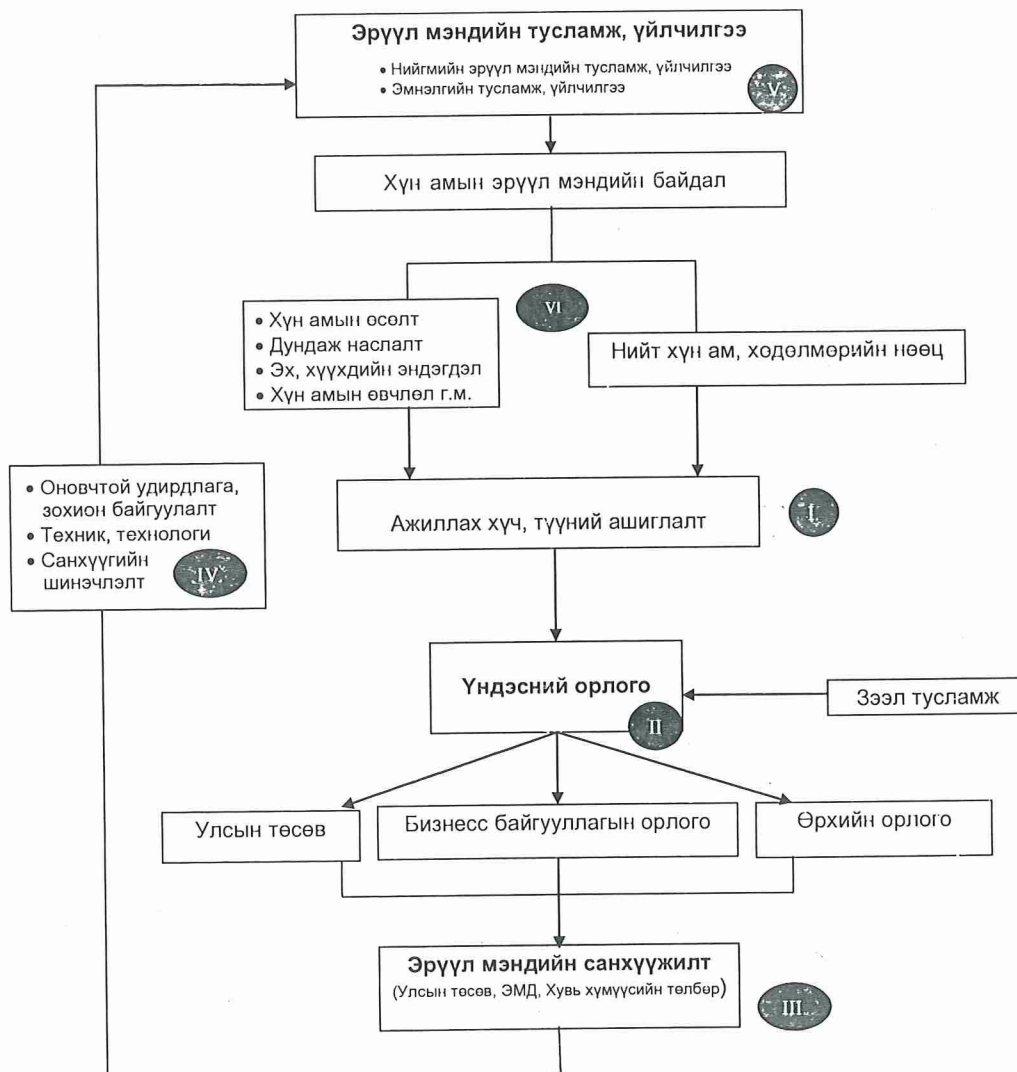 Эрүүл мэндийн тусламж, үйлчилгээ
• Нийгмийн эрүүл мэндийн тусламж, үйлчилгээ
• Эмнэлгийн тусламж, үйлчилгээ
V
Хүн амын эрүүл мэндийн байдал
VI
• Хүн амын өсөлт
• Дундаж наслалт
• Эх, хүүхдийн эндэгдэл
• Хүн амын өвчлөл г.м.
Нийт хүн ам, хөдөлмөрийн нөөц
• Оновчтой удирдлага,
зохион байгуулалт
• Техник, технологи
• Санхүүгийн
шинэчлэлт
IV
Ажиллах хүч, түүний ашиглалт
I
Үндэсний орлого
II
Зээл тусламж
Улсын төсөв
Бизнесс байгууллагын орлого
Өрхийн орлого
Эрүүл мэндийн санхүүжилт
(Улсын төсөв, ЭМД, Хувь хүмүүсийн төлбөр)
III